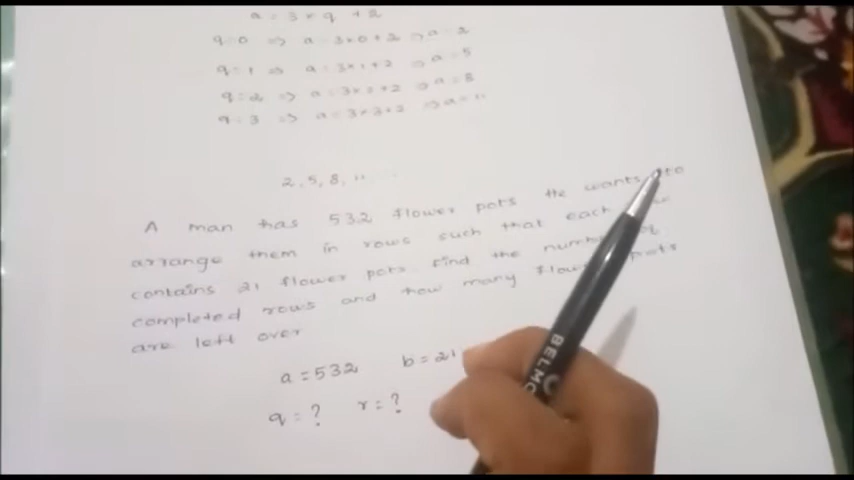 a = 3 × q + 2
q = 0 ⇒ a = 3×0+2 ⇒ a = 2
q = 1 ⇒ a = 3×1+2 ⇒ a = 5
q = 2 ⇒ a = 3×2+2 ⇒ a = 8
q = 3 ⇒ a = 3×3+2 ⇒ a = 11
2, 5, 8, 11 ...
A man has 532 flower pots He wants to
arrange them in rows such that each
contains 21 flower pots. Find the number of
completed rows and how many flower pots
are left over
a = 532 b = 21
q = ? r = ?
BELMO